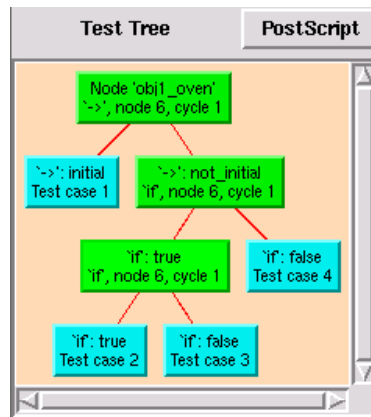 Test Tree
PostScript
Node 'obj1_oven'
`->', node 6, cycle 1
`->': initial
Test case 1
`->': not_initial
`if', node 6, cycle 1
`if': true
`if', node 6, cycle 1
`if': false
Test case 4
`if': true
Test case 2
`if': false
Test case 3